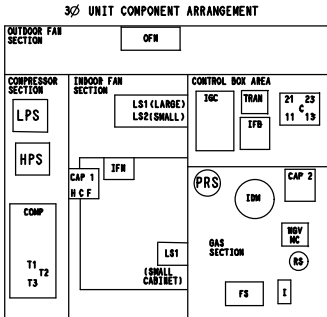 3Ø UNIT COMPONENT ARRANGEMENT
OUTDOOR FAN
SECTION
OFM
COMPRESSOR
SECTION
LPS
HPS
COMP
T1
T2
T3
INDOOR FAN
SECTION
LS1(LARGE)
LS2(SMALL)
IFM
CAP 1
H C F
LS1
(SMALL
CABINET)
CONTROL BOX AREA
IGC
TRAN
IFB
21 23
C
11 13
PRS
IDM
CAP 2
MGV
NC
GAS
SECTION
RS
FS
I